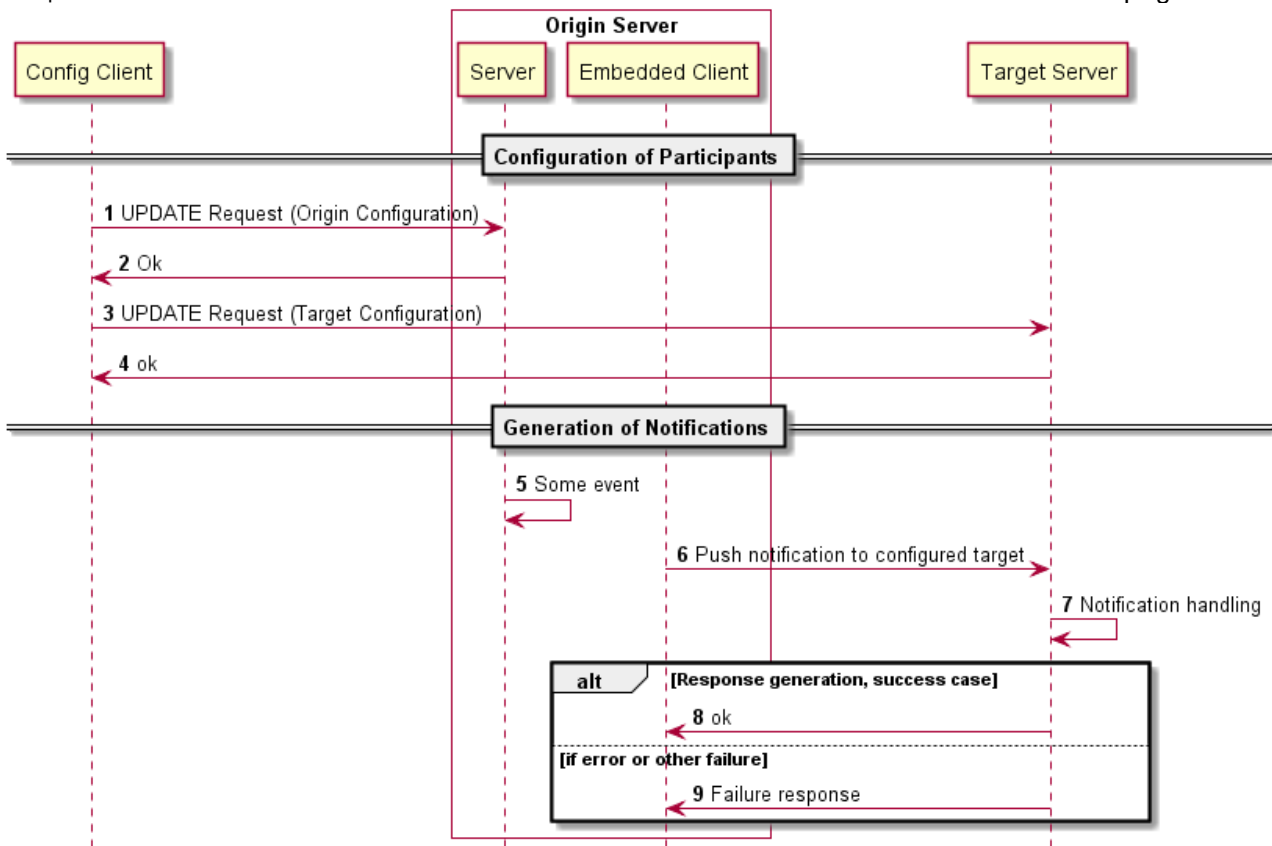 Origin Server
Config Client
Server
Embedded Client
Target Server
Configuration of Participants
1 UPDATE Request (Origin Configuration)
2 Ok
3 UPDATE Request (Target Configuration)
4 ok
Generation of Notifications
5 Some event
6 Push notification to configured target
7 Notification handling
alt
[Response generation, success case]
8 ok
[if error or other failure]
9 Failure response